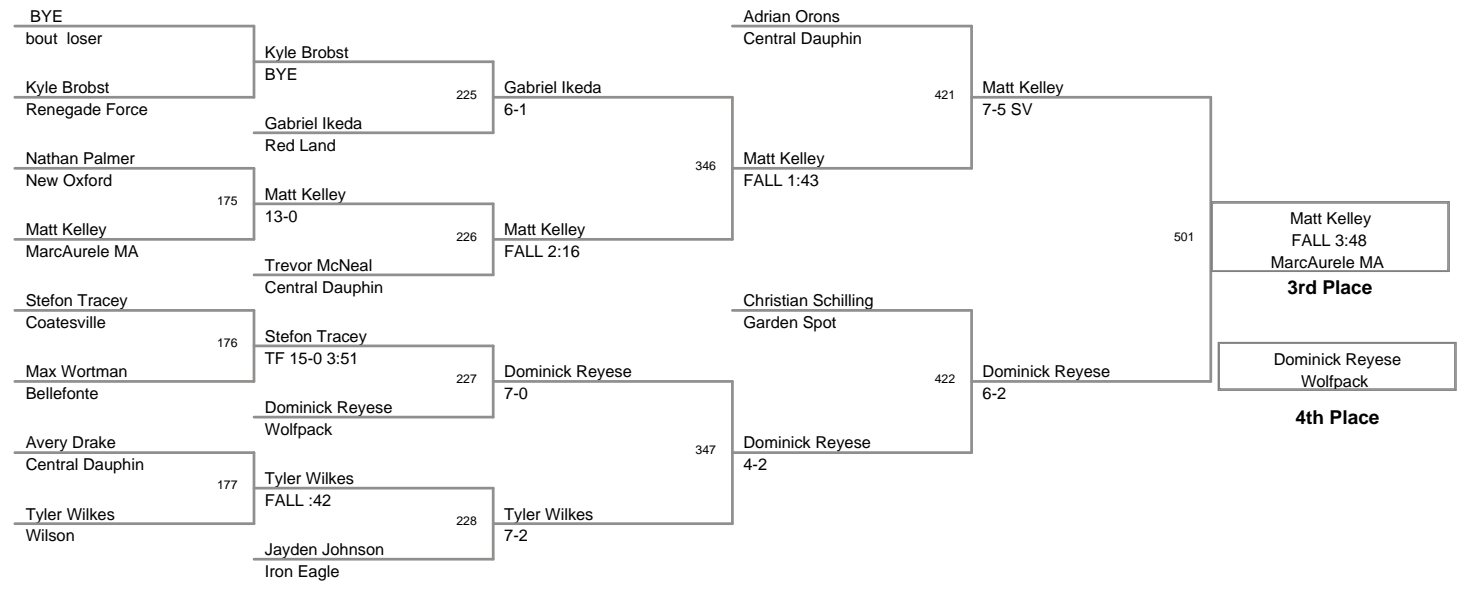 BYE
bout  loser
Kyle Brobst
Renegade Force
Nathan Palmer
New Oxford
175
Matt Kelley
MarcAurele MA
Stefon Tracey
Coatesville
176
Max Wortman
Bellefonte
Avery Drake
Central Dauphin
177
Tyler Wilkes
Wilson
Kyle Brobst
BYE
225
Gabriel Ikeda
Red Land
Matt Kelley
13-0
226
Trevor McNeal
Central Dauphin
Stefon Tracey
TF 15-0 3:51
227
Dominick Reyese
Wolfpack
Tyler Wilkes
FALL :42
228
Jayden Johnson
Iron Eagle
Gabriel Ikeda
6-1
346
Matt Kelley
FALL 2:16
Dominick Reyese
7-0
347
Tyler Wilkes
7-2
Adrian Orons
Central Dauphin
421
Matt Kelley
FALL 1:43
Christian Schilling
Garden Spot
422
Dominick Reyese
4-2
Matt Kelley
7-5 SV
501
Dominick Reyese
6-2
Matt Kelley
FALL 3:48
MarcAurele MA
3rd Place
Dominick Reyese
Wolfpack
4th Place